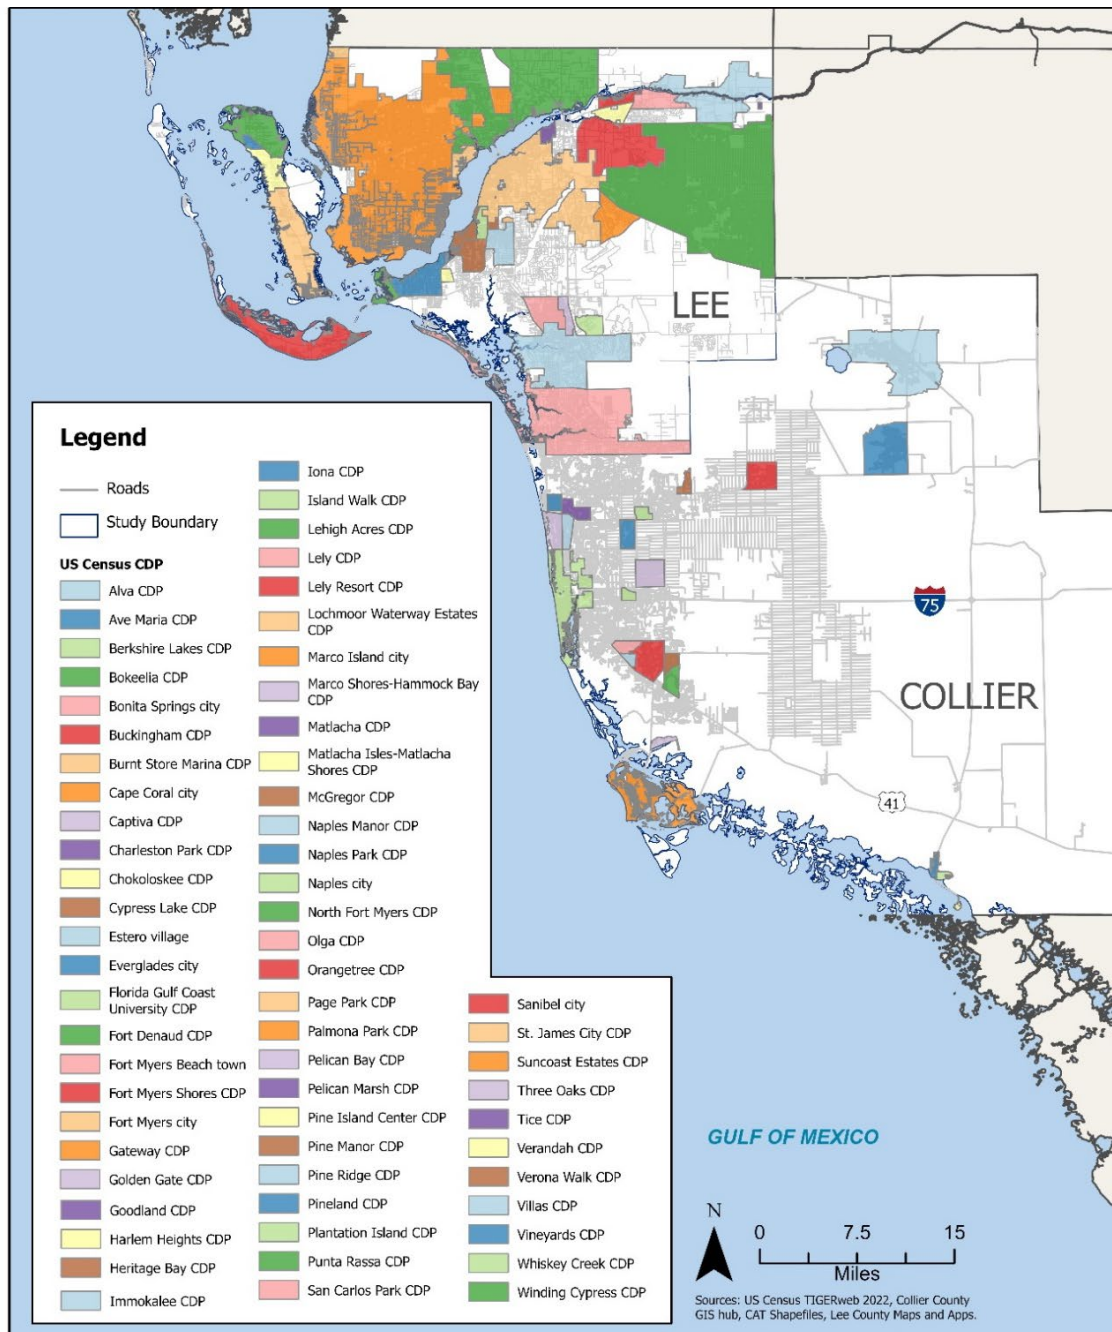 LEE
75
COLLIER
41
GULF OF MEXICO
N
0 7.5 15
Miles
Sources: US Census TIGERweb 2022, Collier County
GIS hub, CAT Shapefiles, Lee County Maps and Apps.
Legend
Roads
Study Boundary
US Census CDP
Alva CDP
Ave Maria CDP
Berkshire Lakes CDP
Bokeelia CDP
Bonita Springs city
Buckingham CDP
Burnt Store Marina CDP
Cape Coral city
Captiva CDP
Charleston Park CDP
Chokoloskee CDP
Cypress Lake CDP
Estero village
Everglades city
Florida Gulf Coast
University CDP
Fort Denaud CDP
Fort Myers Beach town
Fort Myers Shores CDP
Fort Myers city
Gateway CDP
Golden Gate CDP
Goodland CDP
Harlem Heights CDP
Heritage Bay CDP
Immokalee CDP
Iona CDP
Island Walk CDP
Lehigh Acres CDP
Lely CDP
Lely Resort CDP
Lochmoor Waterway Estates
CDP
Marco Island city
Marco Shores-Hammock Bay
CDP
Matlacha CDP
Matlacha Isles-Matlacha
Shores CDP
McGregor CDP
Naples Manor CDP
Naples Park CDP
Naples city
North Fort Myers CDP
Olga CDP
Orangetree CDP
Page Park CDP
Palmona Park CDP
Pelican Bay CDP
Pelican Marsh CDP
Pine Island Center CDP
Pine Manor CDP
Pine Ridge CDP
Pineland CDP
Plantation Island CDP
Punta Rassa CDP
San Carlos Park CDP
Sanibel city
St. James City CDP
Suncoast Estates CDP
Three Oaks CDP
Tice CDP
Verandah CDP
Verona Walk CDP
Villas CDP
Vineyards CDP
Whiskey Creek CDP
Winding Cypress CDP